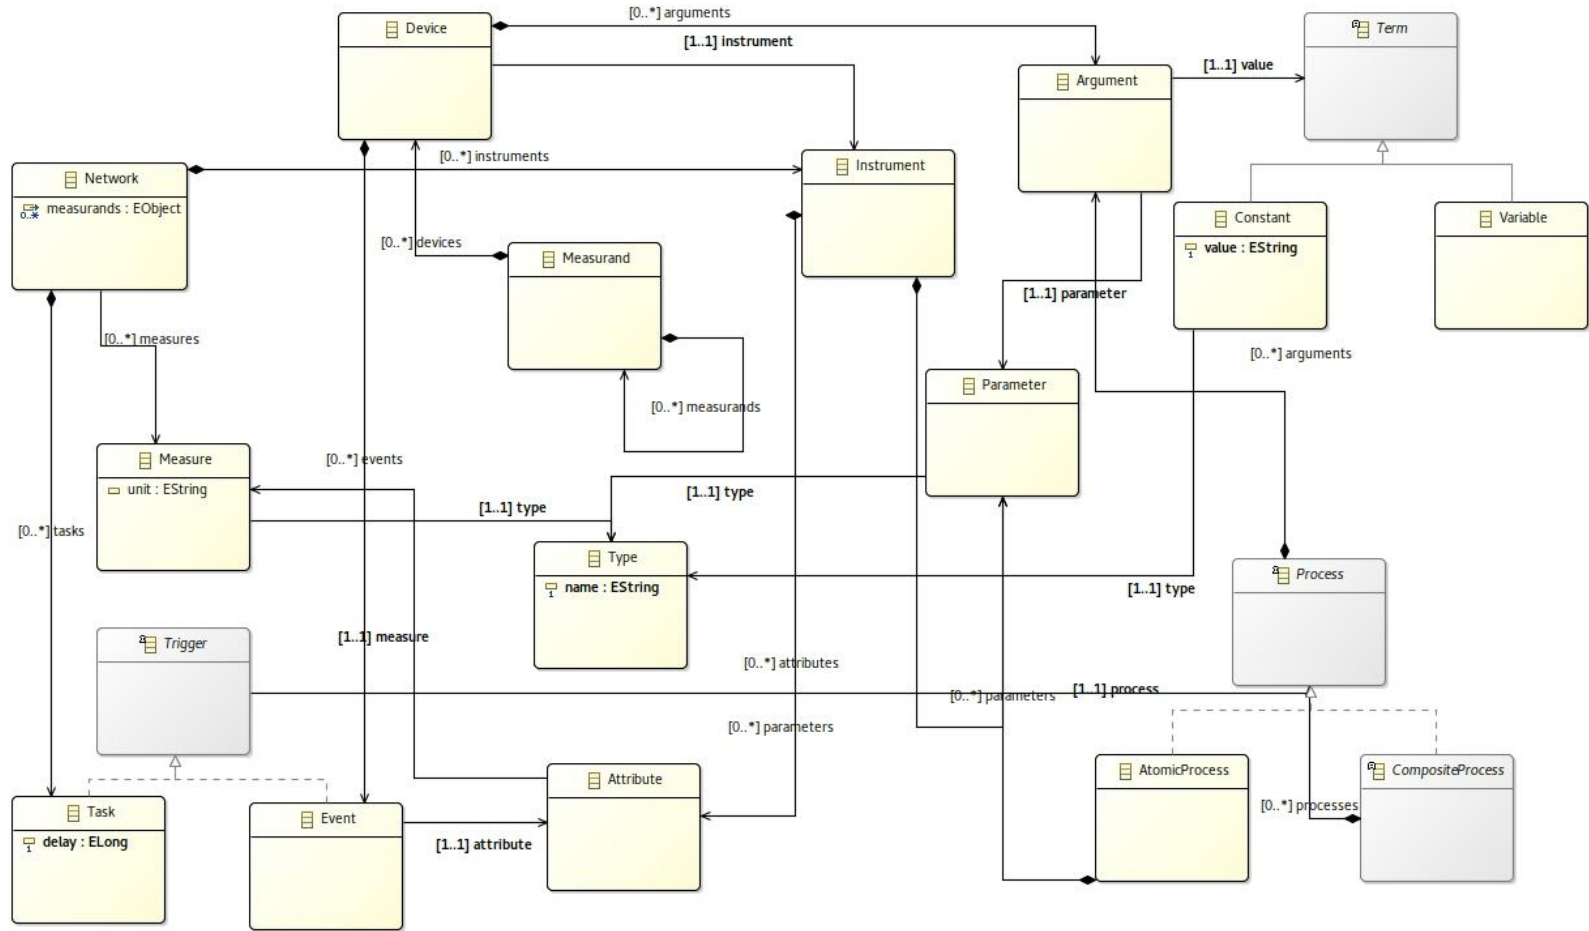 [0..*] arguments
Device
Term
[1..1] instrument
[1..1] value
Argument
[0..*] instruments
Instrument
Network
measurands : EObject
0..*
Constant
value : EString
1
Variable
[0..*] devices
Measurand
[1..1] parameter
[0..*] measures
[0..*] arguments
Parameter
[0..*] measurands
Measure
unit : EString
[0..*] events
[1..1] type
[1..1] type
[0..*] tasks
Type
name : EString
1
[1..1] type
Process
Trigger
[1..1] measure
[0..*] attributes
[0..*] parameters
[1..1] process
[0..*] parameters
Attribute
AtomicProcess
CompositeProcess
Task
delay : ELong
1
Event
[1..1] attribute
[0..*] processes